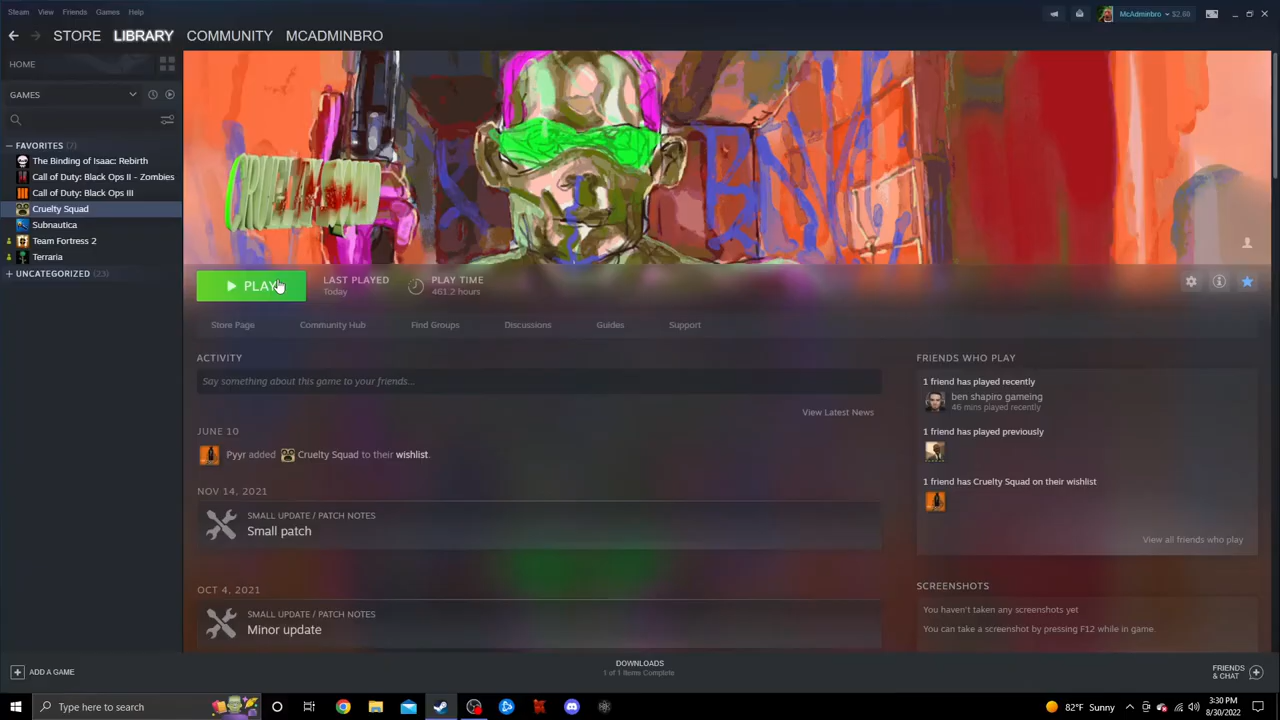 Steam View Friends Games Help
McAdminbro $2.68
STORE LIBRARY COMMUNITY MCADMINBRO
HOME
GAMES
FAVORITES (7)
The Binding of Isaac: Rebirth
Call of Duty: Black Ops II - Zombies
Call of Duty: Black Ops III
Cruelty Squad
Subnautica
Team Fortress 2
Terraria
UNCATEGORIZED (23)
PLAY
LAST PLAYED
Today
PLAY TIME
461.2 hours
Store Page Community Hub Find Groups Discussions Guides Support
ACTIVITY
Say something about this game to your friends...
View Latest News
JUNE 10
Pyyr added Cruelty Squad to their wishlist.
NOV 14, 2021
SMALL UPDATE / PATCH NOTES
Small patch
OCT 4, 2021
SMALL UPDATE / PATCH NOTES
Minor update
FRIENDS WHO PLAY
1 friend has played recently
ben shapiro gameing
46 mins played recently
1 friend has played previously
1 friend has Cruelty Squad on their wishlist
View all friends who play
SCREENSHOTS
You haven't taken any screenshots yet
You can take a screenshot by pressing F12 while in game.
ADD A GAME
DOWNLOADS
1 of 1 Items Complete
FRIENDS
& CHAT
Type here to search
82°F Sunny
3:30 PM
8/30/2022